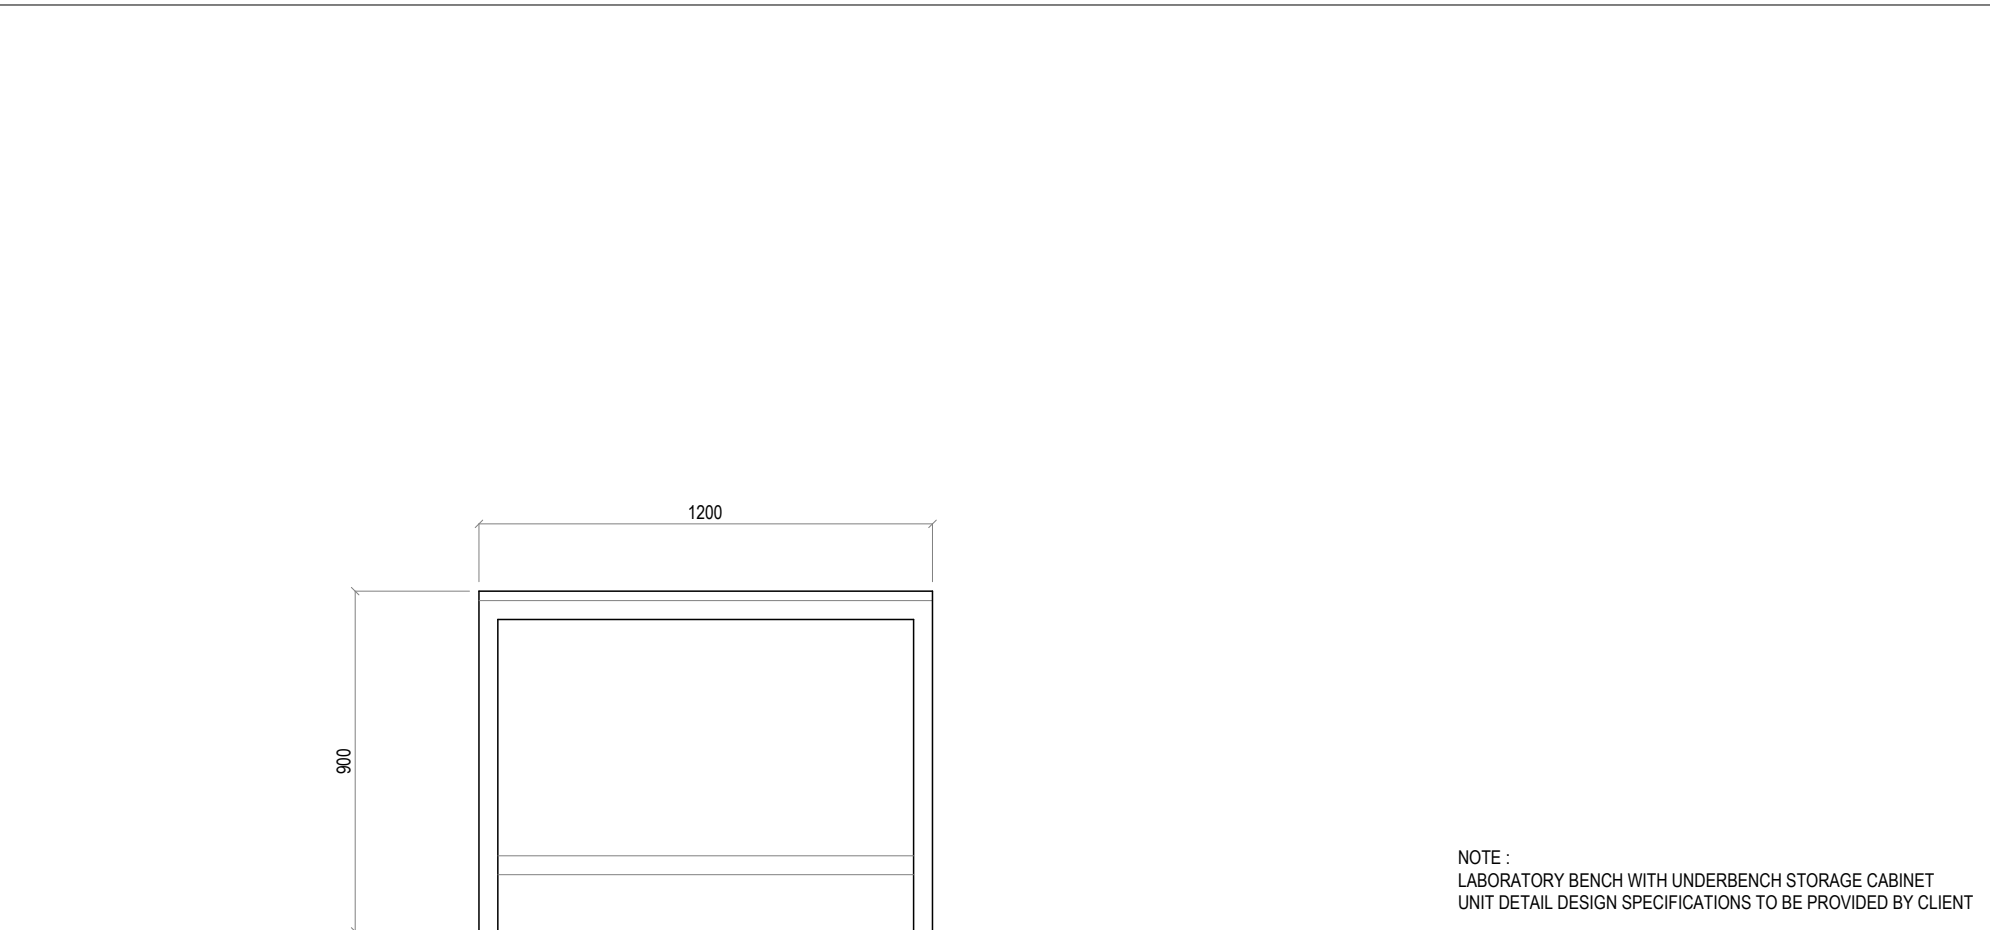 1200
900
NOTE :
LABORATORY BENCH WITH UNDERBENCH STORAGE CABINET
UNIT DETAIL DESIGN SPECIFICATIONS TO BE PROVIDED BY CLIENT